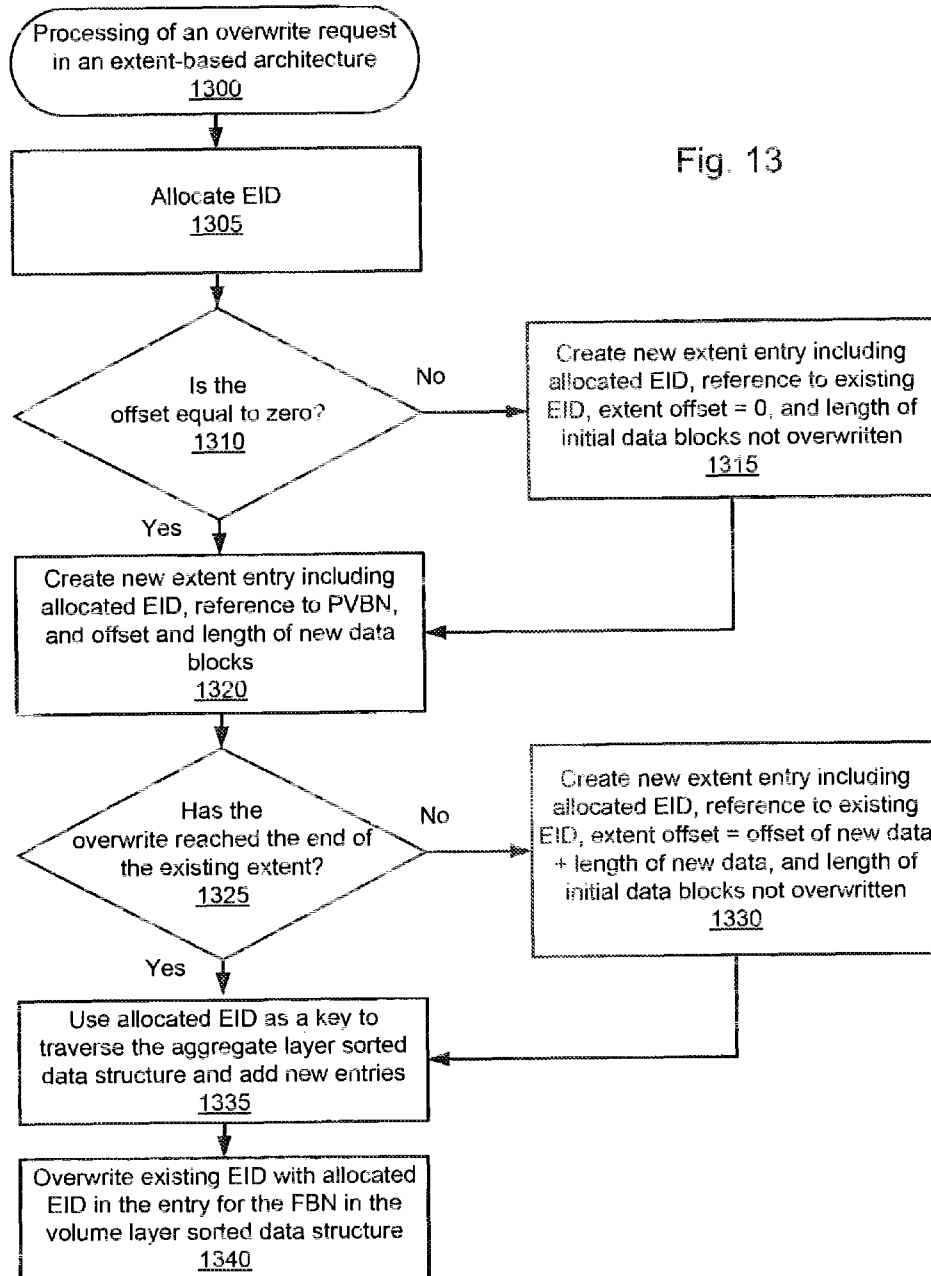 Processing of an overwrite request
in an extent-based architecture
1300
Fig. 13
Allocate EID
1305
Is the
offset equal to zero?
1310
No
Create new extent entry including
allocated EID, reference to existing
EID, extent offset = 0, and length of
initial data blocks not overwriitten
1315
Yes
Create new extent entry including
allocated EID, reference to PVBN,
and offset and length of new data
blocks
1320
Has the
overwrite reached the end of
the existing extent?
1325
No
Create new extent entry including
allocated EID, reference to existing
EID, extent offset = offset of new data
+ length of new data, and length of
initial data blocks not overwritten
1330
Yes
Use allocated EID as a key to
traverse the aggregate layer sorted
data structure and add new entries
1335
Overwrite existing EID with allocated
EID in the entry for the FBN in the
volume layer sorted data structure
1340